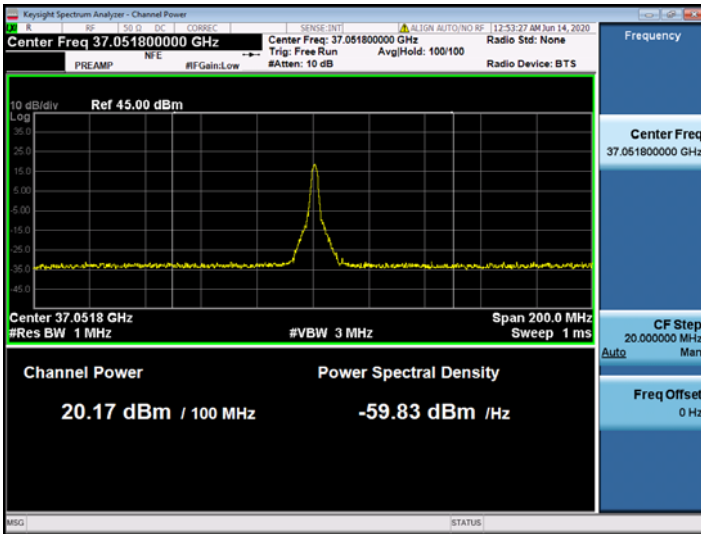 Keysight Spectrum Analyzer - Channel Power
R RF 50 Ω DC CORREC SENSE:INT ALIGN AUTO/NO RF 12:53:27 AM Jun 14, 2020
Center Freq 37.051800000 GHz
Center Freq: 37.051800000 GHz
Radio Std: None
NFE
Trig: Free Run
Avg|Hold: 100/100
PREAMP
#IFGain:Low
#Atten: 10 dB
Radio Device: BTS
10 dB/div
Ref 45.00 dBm
Log
35.0
25.0
15.0
5.00
-5.00
-15.0
-25.0
-35.0
-45.0
Center 37.0518 GHz
Span 200.0 MHz
#Res BW 1 MHz
#VBW 3 MHz
Sweep 1 ms
Channel Power
Power Spectral Density
20.17 dBm / 100 MHz
-59.83 dBm /Hz
MSG
STATUS
Frequency
Center Freq
37.051800000 GHz
CF Step
20.000000 MHz
Auto Man
Freq Offset
0 Hz